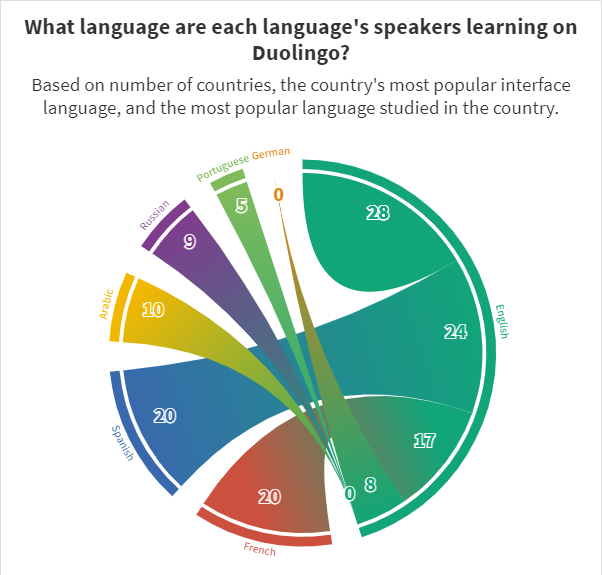 What language are each language's speakers learning on
Duolingo?
Based on number of countries, the country's most popular interface
language, and the most popular language studied in the country.
Portuguese
German
Russian
Arabic
Spanish
French
English
5
0
28
9
10
24
20
17
8
0
20